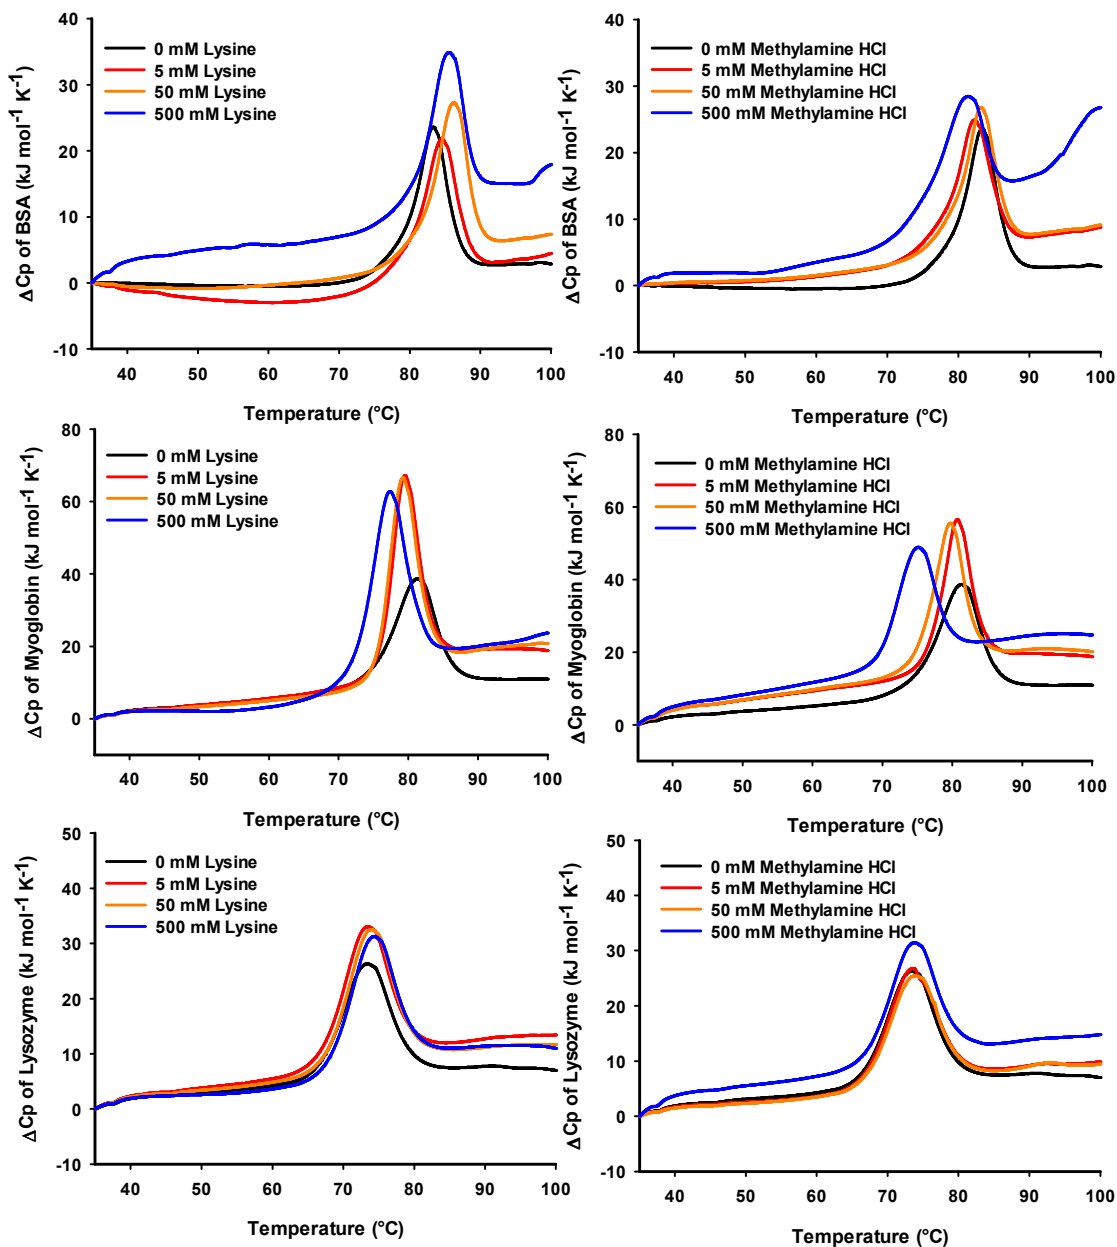 40
30
20
10
0
-10
ΔCp of BSA (kJ mol⁻¹ K⁻¹)
0 mM Lysine
5 mM Lysine
50 mM Lysine
500 mM Lysine
40 50 60 70 80 90 100
Temperature (°C)
40
30
20
10
0
-10
ΔCp of BSA (kJ mol⁻¹ K⁻¹)
0 mM Methylamine HCl
5 mM Methylamine HCl
50 mM Methylamine HCl
500 mM Methylamine HCl
40 50 60 70 80 90 100
Temperature (°C)
80
60
40
20
0
ΔCp of Myoglobin (kJ mol⁻¹ K⁻¹)
0 mM Lysine
5 mM Lysine
50 mM Lysine
500 mM Lysine
40 50 60 70 80 90 100
Temperature (°C)
80
60
40
20
0
ΔCp of Myoglobin (kJ mol⁻¹ K⁻¹)
0 mM Methylamine HCl
5 mM Methylamine HCl
50 mM Methylamine HCl
500 mM Methylamine HCl
40 50 60 70 80 90 100
Temperature (°C)
50
40
30
20
10
0
-10
ΔCp of Lysozyme (kJ mol⁻¹ K⁻¹)
0 mM Lysine
5 mM Lysine
50 mM Lysine
500 mM Lysine
40 50 60 70 80 90 100
Temperature (°C)
50
40
30
20
10
0
-10
ΔCp of Lysozyme (kJ mol⁻¹ K⁻¹)
0 mM Methylamine HCl
5 mM Methylamine HCl
50 mM Methylamine HCl
500 mM Methylamine HCl
40 50 60 70 80 90 100
Temperature (°C)